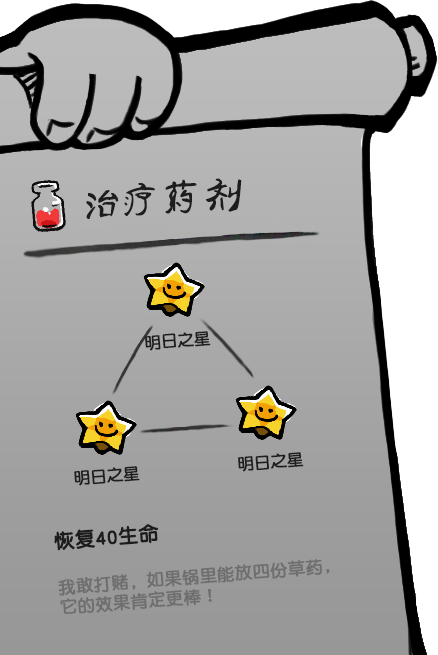 治疗药剂
明日之星
明日之星
明日之星
恢复40生命
我敢打赌，如果锅里能放四份草药，
它的效果肯定更棒！